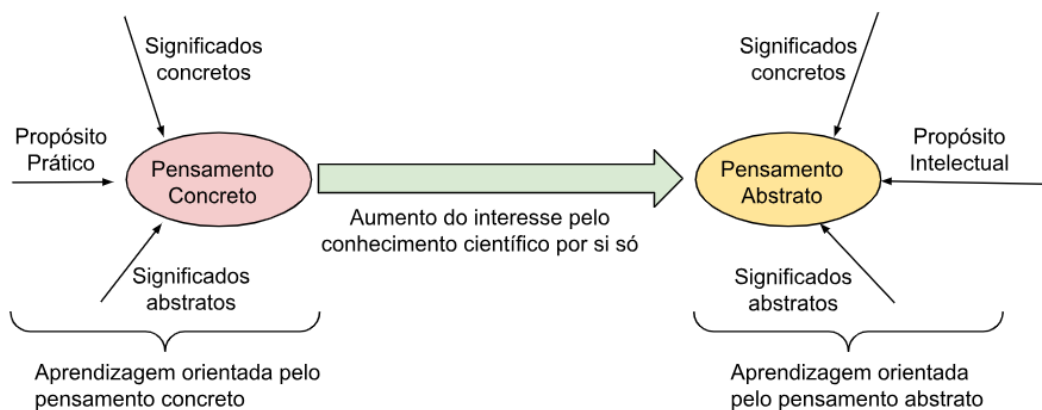 Significados
concretos
Propósito
Prático
Pensamento
Concreto
Significados
abstratos
Aprendizagem orientada pelo
pensamento concreto
Aumento do interesse pelo
conhecimento científico por si só
Significados
concretos
Propósito
Intelectual
Pensamento
Abstrato
Significados
abstratos
Aprendizagem orientada
pelo pensamento abstrato